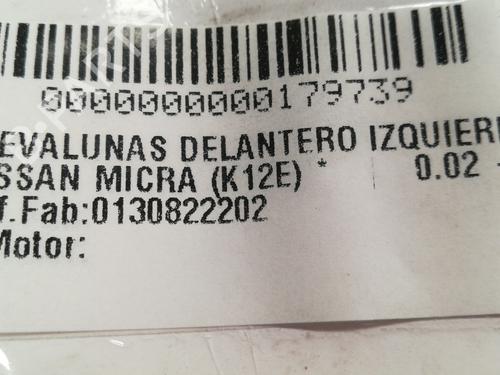 0000000000179739
EVALUNAS DELANTERO IZQUIER
SSAN MICRA (K12E) * 0.02 -
f.Fab:0130822202
Motor: